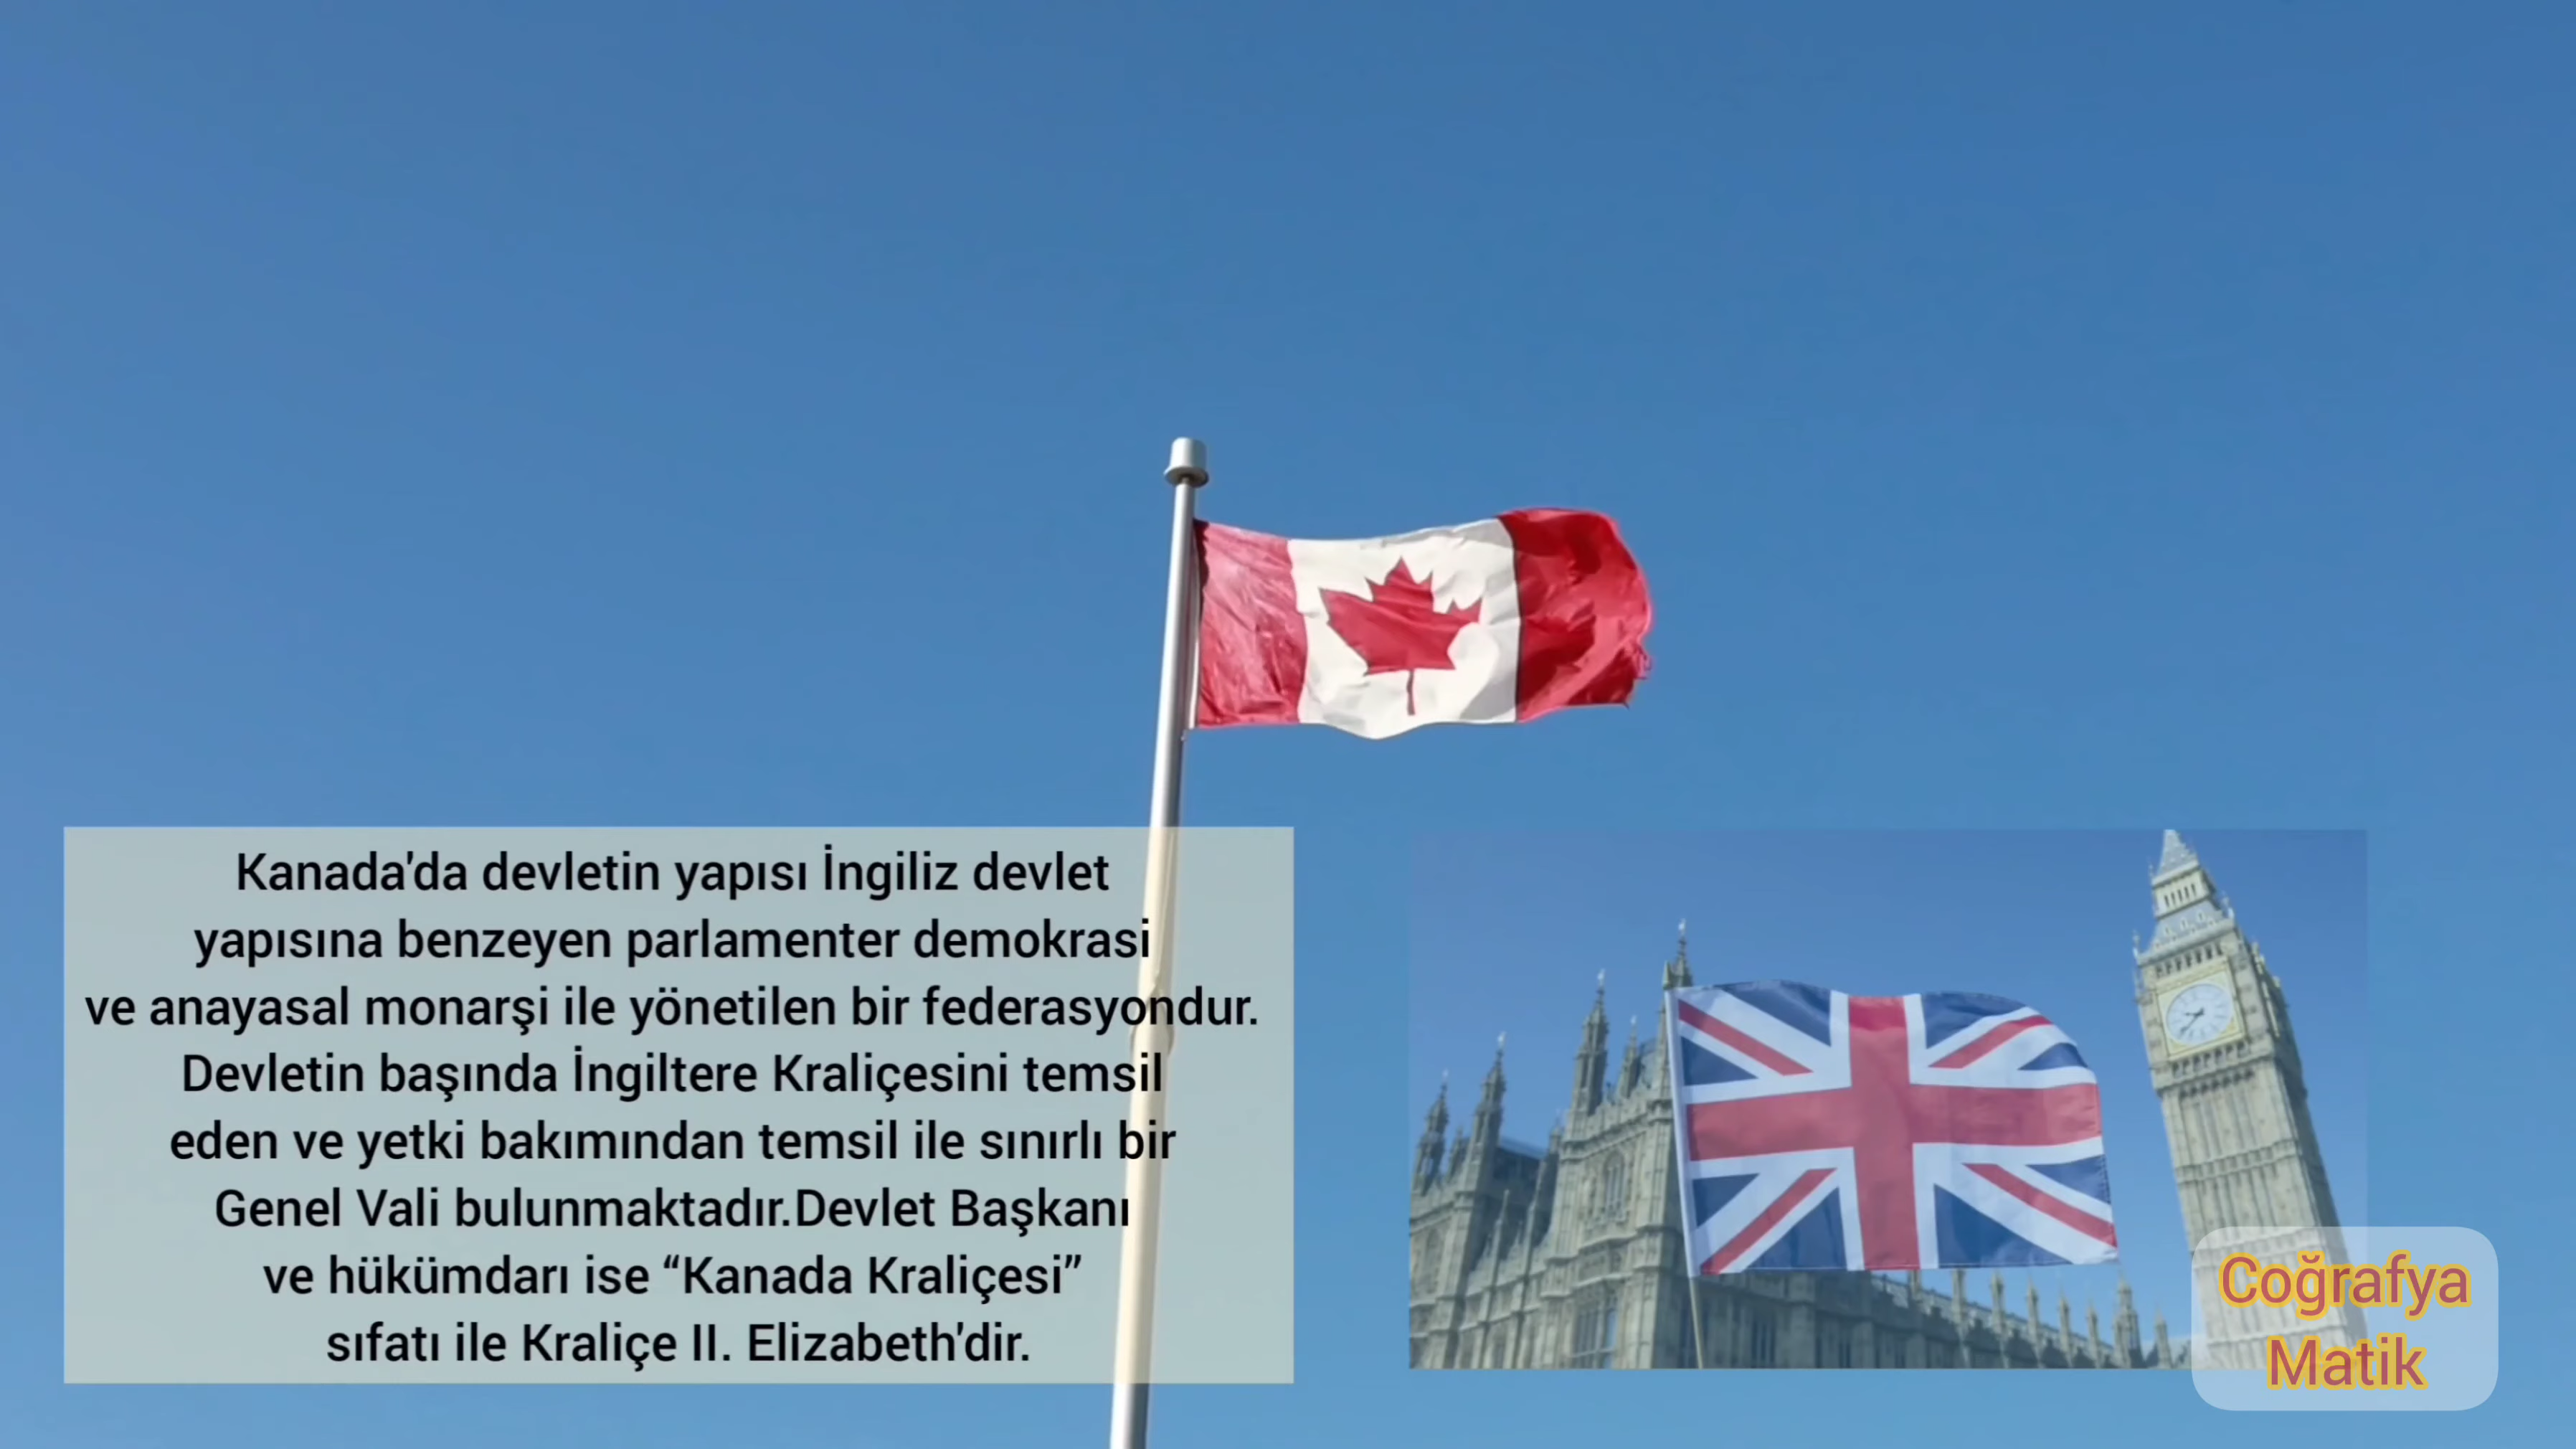 Kanada'da devletin yapısı İngiliz devlet
yapısına benzeyen parlamenter demokrasi
ve anayasal monarşi ile yönetilen bir federasyondur.
Devletin başında İngiltere Kraliçesini temsil
eden ve yetki bakımından temsil ile sınırlı bir
Genel Vali bulunmaktadır.Devlet Başkanı
ve hükümdarı ise “Kanada Kraliçesi”
sıfatı ile Kraliçe II. Elizabeth'dir.
Coğrafya
Matik